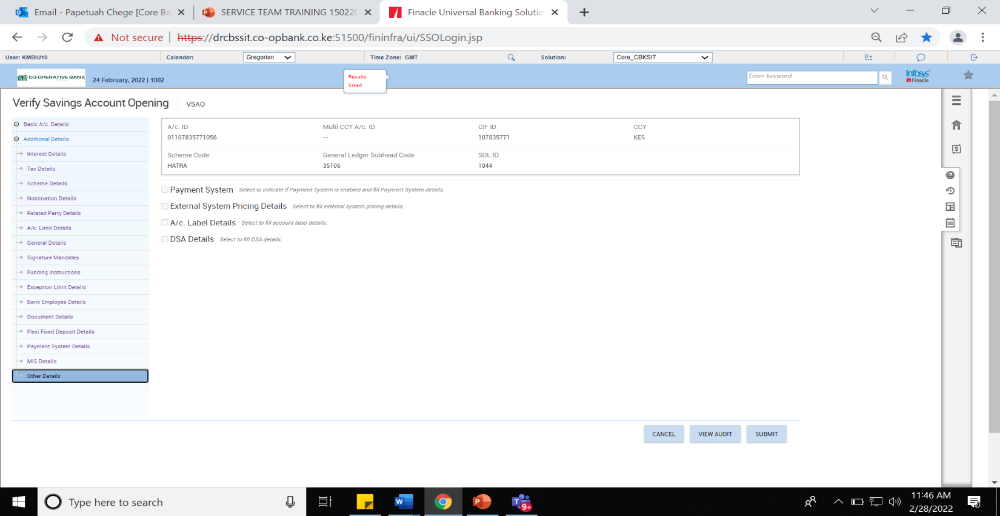 Email - Papetuah Chege [Core Ba
SERVICE TEAM TRAINING 150220
Finacle Universal Banking Solutio
Not secure | https://drcbssit.co-opbank.co.ke:51500/fininfra/ui/SSOLogin.jsp
User: KMBIU10 Calendar: Gregorian Time Zone: GMT Solution: Core_CBKSIT
CO-OPERATIVE BANK 24 February, 2022 | 1002
Results
listed
Enter keyword
Infosys
Finacle
Verify Savings Account Opening VSAO
Basic A/c. Details
Additional Details
Interest Details
Tax Details
Scheme Details
Nomination Details
Related Party Details
A/c. Limit Details
General Details
Signature Mandates
Funding Instructions
Exception Limit Details
Bank Employee Details
Document Details
Flexi Fixed Deposit Details
Payment System Details
MIS Details
Other Details
A/c. ID Multi CCY A/c. ID CIF ID CCY
01107835771056 -- 107835771 KES
Scheme Code General Ledger Subhead Code SOL ID
HATRA 35106 1044
Payment System Select to indicate if Payment System is enabled and fill Payment System details.
External System Pricing Details Select to fill external system pricing details.
A/c. Label Details Select to fill account label details.
DSA Details Select to fill DSA details.
CANCEL VIEW AUDIT SUBMIT
Type here to search
9+
11:46 AM
2/28/2022